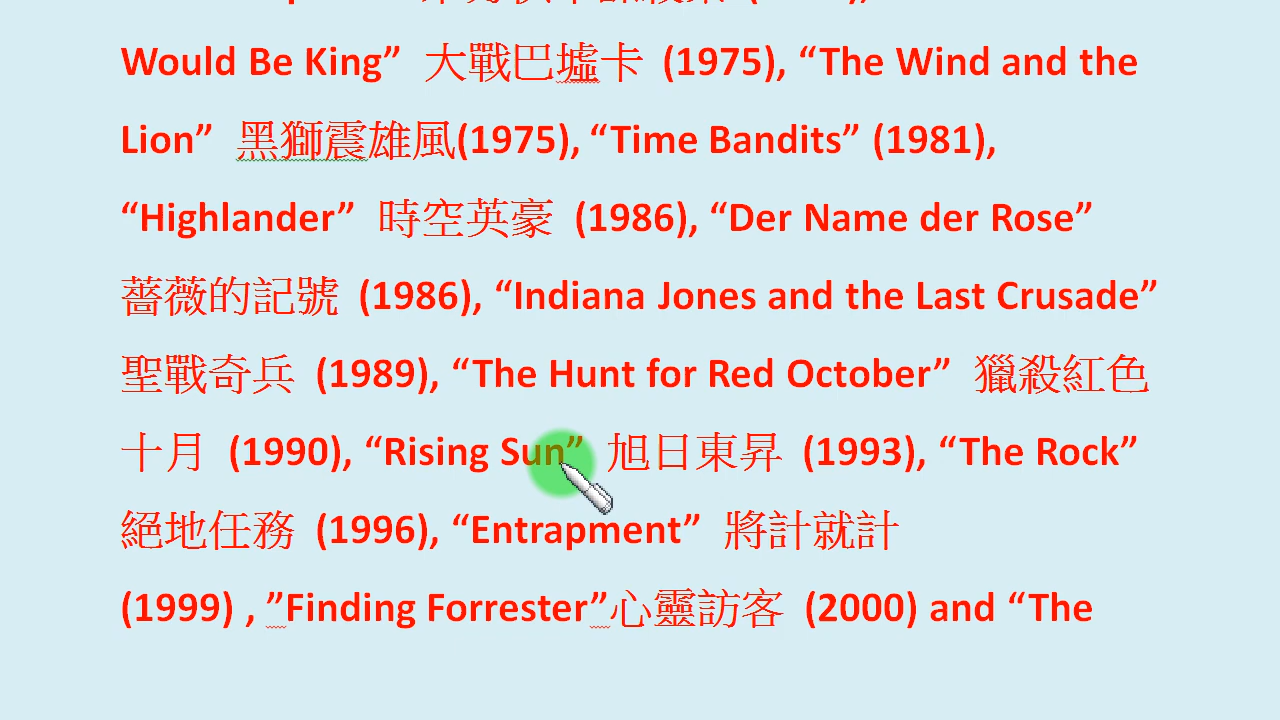 Would Be King” 大戰巴墟卡 (1975), “The Wind and the
Lion” 黑獅震雄風(1975), “Time Bandits” (1981),
“Highlander” 時空英豪 (1986), “Der Name der Rose”
薔薇的記號 (1986), “Indiana Jones and the Last Crusade”
聖戰奇兵 (1989), “The Hunt for Red October” 獵殺紅色
十月 (1990), “Rising Sun” 旭日東昇 (1993), “The Rock”
絕地任務 (1996), “Entrapment” 將計就計
(1999) , ”Finding Forrester”心靈訪客 (2000) and “The